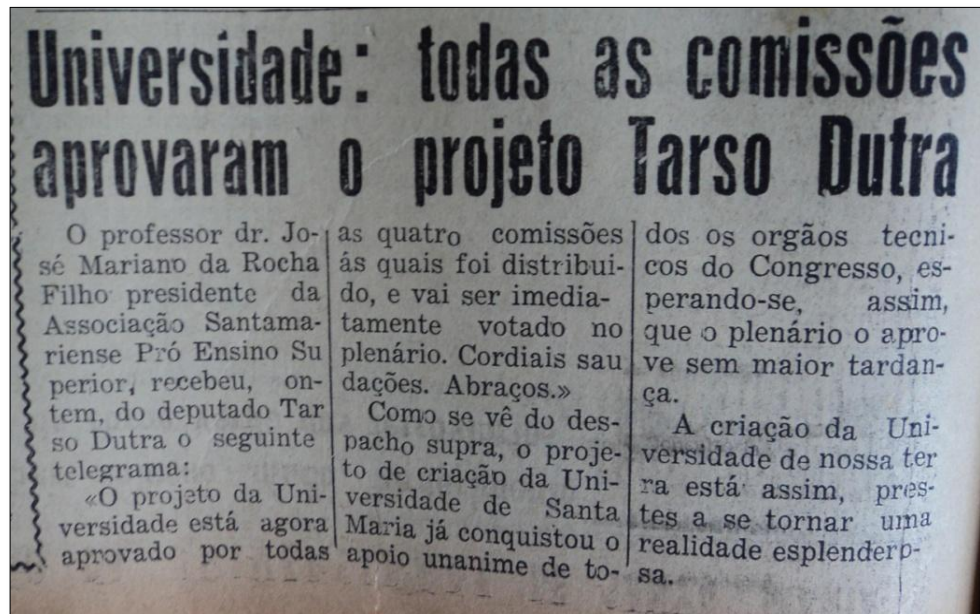 Universidade: todas as comissões
aprovaram o projeto Tarso Dutra
O professor dr. Jo-
sé Mariano da Rocha
Filho presidente da
Associação Santama-
riense Pró Ensino Su
perior, recebeu, on-
tem, do deputado Tar
so Dutra o seguinte
telegrama:
«O projeto da Uni-
versidade está agora
aprovado por todas
as quatro comissões
ás quais foi distribui-
do, e vai ser imedia-
tamente votado no
plenário. Cordiais sau
dações. Abraços.»
Como se vê do des-
pacho supra, o proje-
to de criação da Uni-
versidade de Santa
Maria já conquistou o
apoio unanime de to-
dos os orgãos tecni-
cos do Congresso, es-
perando-se, assim,
que o plenário o apro-
ve sem maior tardan-
ça.
A criação da Uni-
versidade de nossa ter
ra está assim, pres-
tes a se tornar uma
realidade esplenderp-
sa.